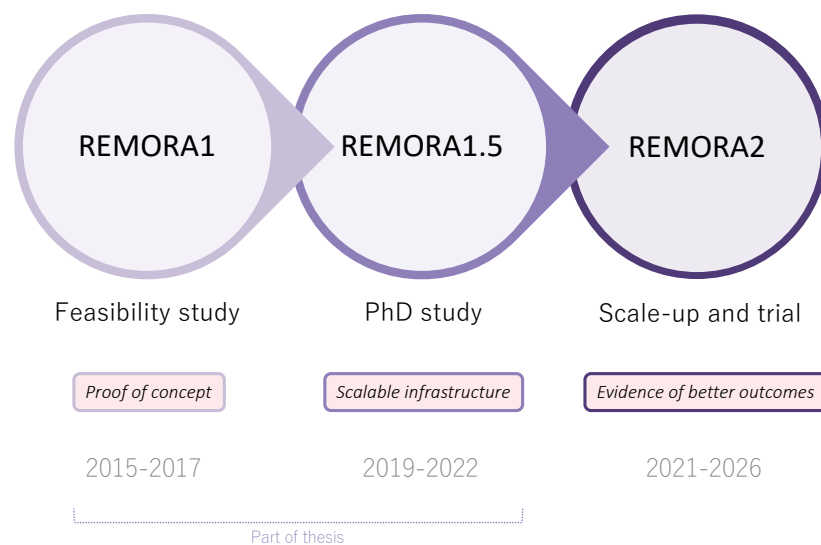 REMORA1
REMORA1.5
REMORA2
Feasibility study
PhD study
Scale-up and trial
Proof of concept
Scalable infrastructure
Evidence of better outcomes
2015-2017
2019-2022
2021-2026
Part of thesis